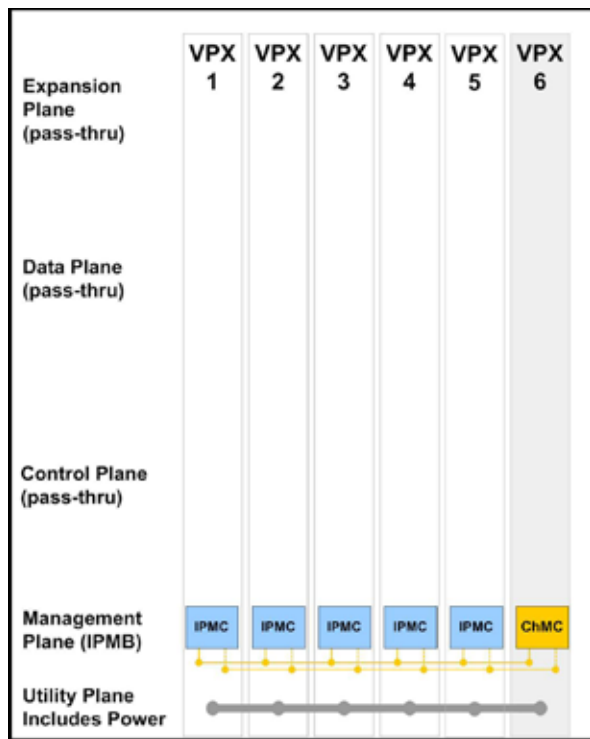 VPX 1 VPX 2 VPX 3 VPX 4 VPX 5 VPX 6
Expansion
Plane
(pass-thru)
Data Plane
(pass-thru)
Control Plane
(pass-thru)
Management
Plane (IPMB)
IPMC IPMC IPMC IPMC IPMC ChMC
Utility Plane
Includes Power